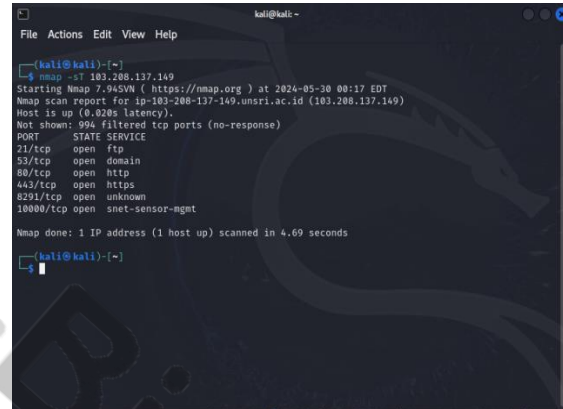 kali@kali: ~
File Actions Edit View Help
┌──(kali㉿kali)-[~]
└─$ nmap -sT 103.208.137.149
Starting Nmap 7.94SVN ( https://nmap.org ) at 2024-05-30 00:17 EDT
Nmap scan report for ip-103-208-137-149.unsri.ac.id (103.208.137.149)
Host is up (0.020s latency).
Not shown: 994 filtered tcp ports (no-response)
PORT STATE SERVICE
21/tcp open ftp
53/tcp open domain
80/tcp open http
443/tcp open https
8291/tcp open unknown
10000/tcp open snet-sensor-mgmt
Nmap done: 1 IP address (1 host up) scanned in 4.69 seconds
┌──(kali㉿kali)-[~]
└─$